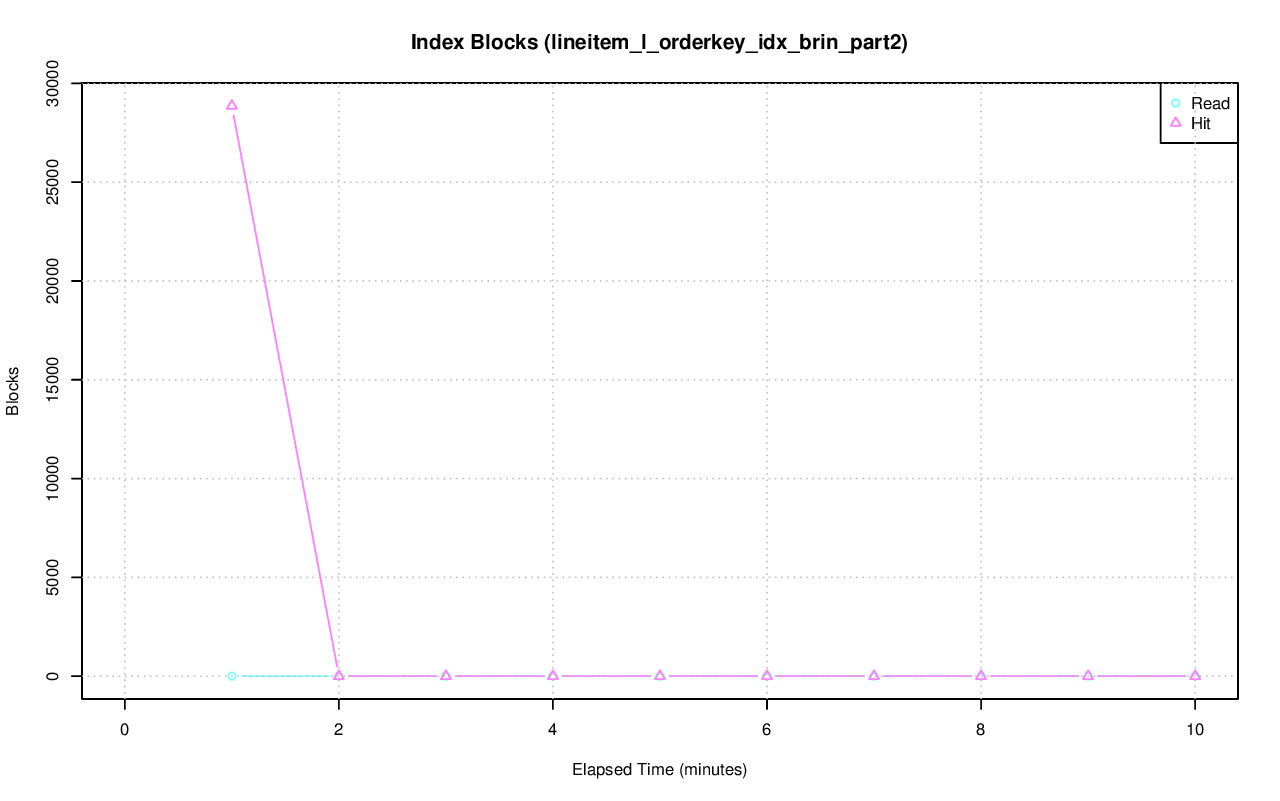 Index Blocks (lineitem_l_orderkey_idx_brin_part2)
30000
25000
20000
15000
10000
5000
0
Blocks
Read
Hit
0 2 4 6 8 10
Elapsed Time (minutes)